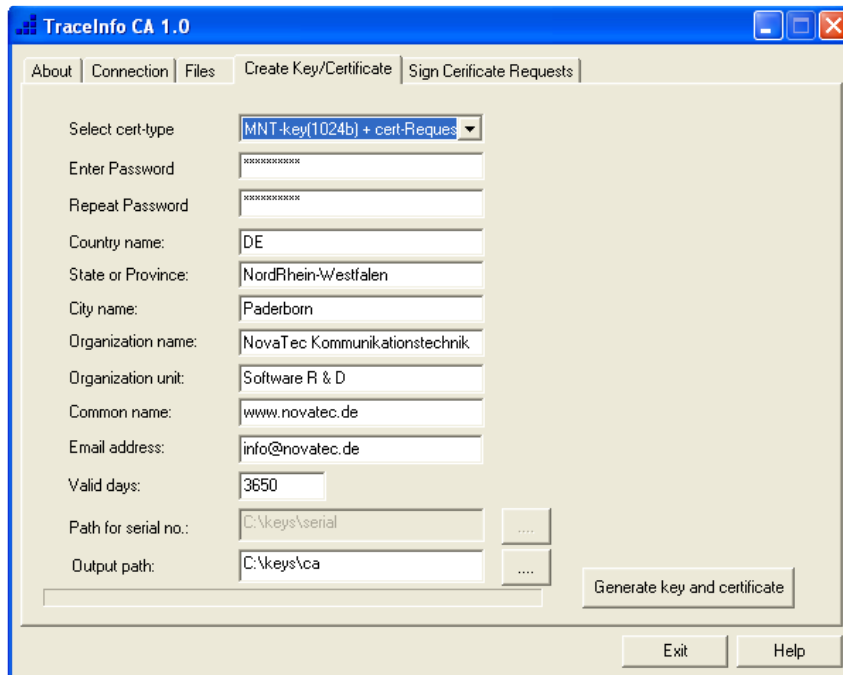 TraceInfo CA 1.0
About Connection Files Create Key/Certificate Sign Cerificate Requests
Select cert-type MNT-key(1024b) + cert-Reques
Enter Password **********
Repeat Password **********
Country name: DE
State or Province: NordRhein-Westfalen
City name: Paderborn
Organization name: NovaTec Kommunikationstechnik
Organization unit: Software R & D
Common name: www.novatec.de
Email address: info@novatec.de
Valid days: 3650
Path for serial no.: C:\keys\serial ....
Output path: C:\keys\ca ....
Generate key and certificate
Exit Help